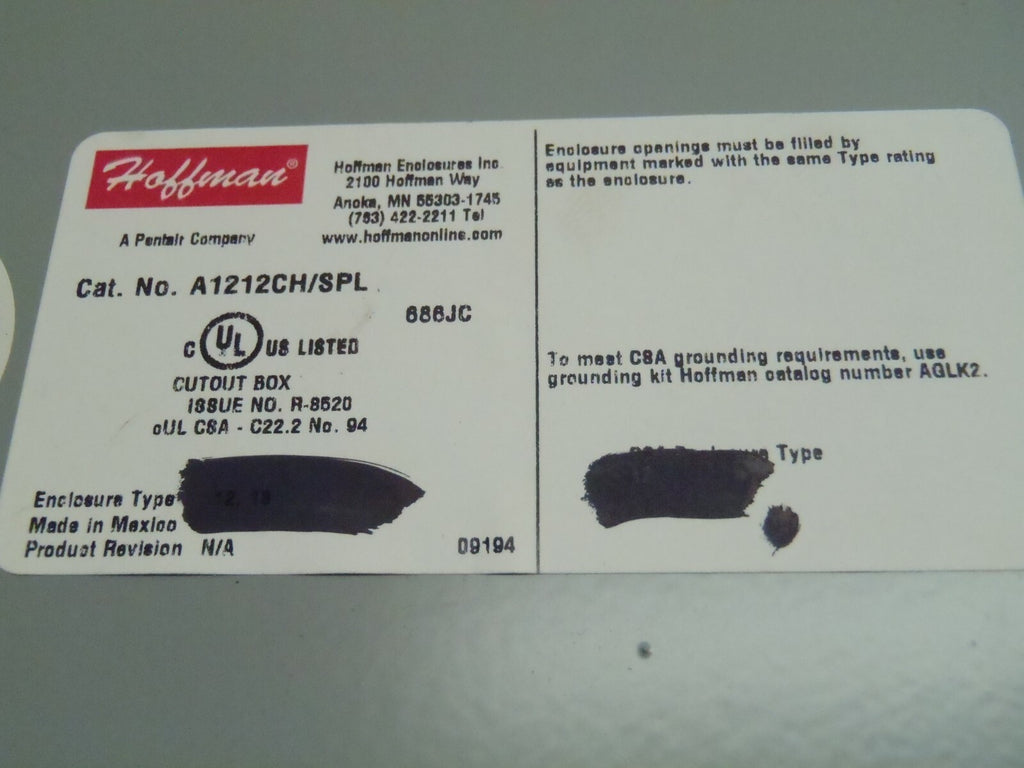 Hoffman®
A Pentair Company
Hoffman Enclosures Inc.
2100 Hoffman Way
Anoka, MN 55303-1745
(763) 422-2211 Tel
www.hoffmanonline.com
Cat. No. A1212CH/SPL
686JC
C UL US LISTED
CUTOUT BOX
ISSUE NO. R-8520
cUL CSA - C22.2 No. 94
Enclosure Type
Made in Mexico
Product Revision N/A
09194
Enclosure openings must be filled by
equipment marked with the same Type rating
as the enclosure.
To meet CSA grounding requirements, use
grounding kit Hoffman catalog number AGLK2.
Type